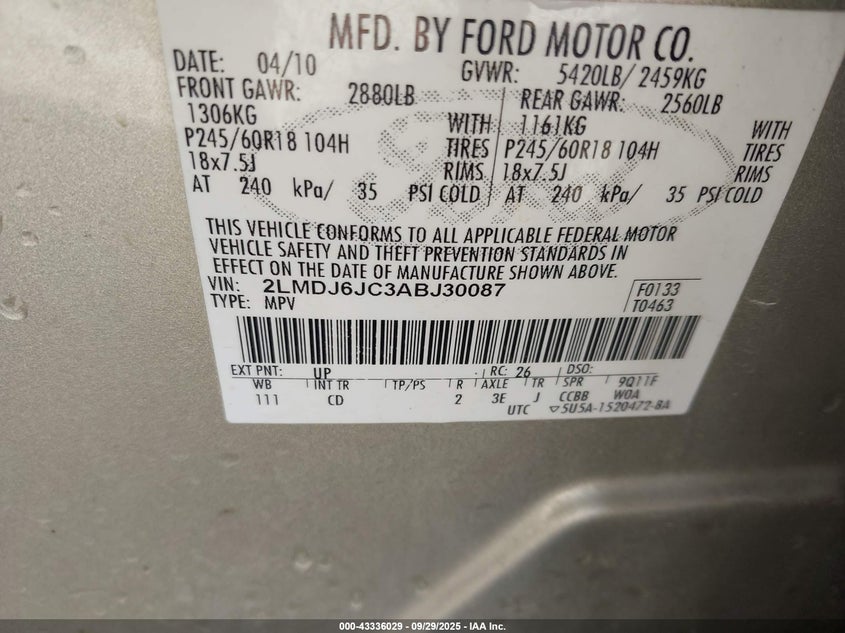 MFD. BY FORD MOTOR CO.
DATE: 04/10 GVWR: 5420LB/ 2459KG
FRONT GAWR: 2880LB REAR GAWR: 2560LB
1306KG WITH 1161KG WITH
P245/60R18 104H TIRES P245/60R18 104H TIRES
18x7.5J RIMS 18x7.5J RIMS
AT 240 kPa/ 35 PSI COLD AT 240 kPa/ 35 PSI COLD
THIS VEHICLE CONFORMS TO ALL APPLICABLE FEDERAL MOTOR
VEHICLE SAFETY AND THEFT PREVENTION STANDARDS IN
EFFECT ON THE DATE OF MANUFACTURE SHOWN ABOVE.
VIN: 2LMDJ6JC3ABJ30087 F0133
TYPE: MPV T0463
EXT PNT: UP RC: 26 DSO:
WB INT TR TP/PS R AXLE TR SPR 9Q11F
111 CD 2 3E J CCBB W0A
UTC 5U5A-1520472-BA
000-43336029 - 09/29/2025 - IAA Inc.